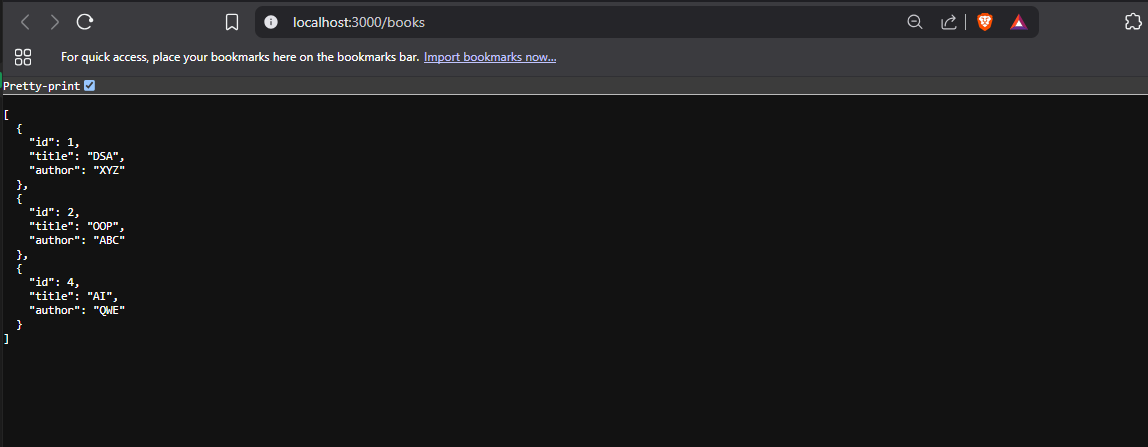 localhost:3000/books
For quick access, place your bookmarks here on the bookmarks bar. Import bookmarks now...
Pretty-print
[
  {
    "id": 1,
    "title": "DSA",
    "author": "XYZ"
  },
  {
    "id": 2,
    "title": "OOP",
    "author": "ABC"
  },
  {
    "id": 4,
    "title": "AI",
    "author": "QWE"
  }
]